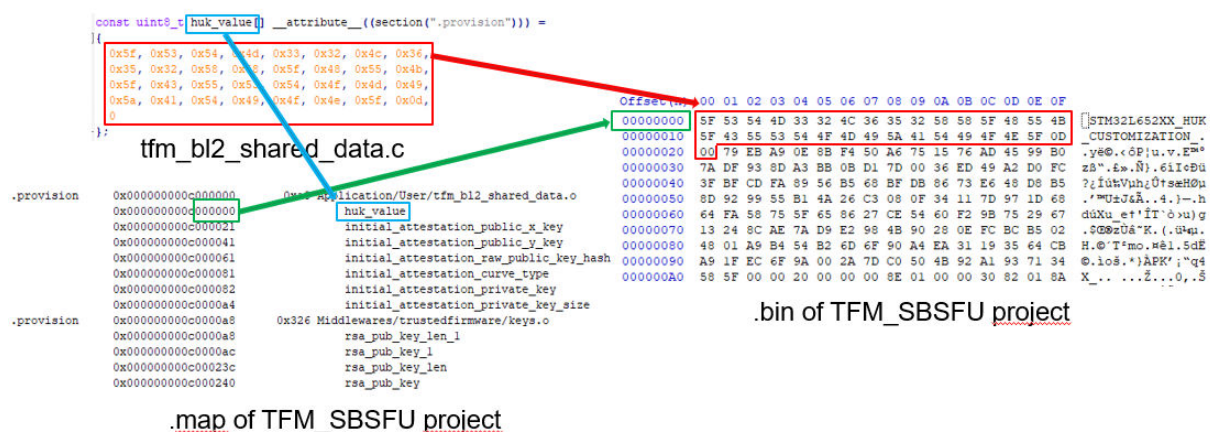 const uint8_t huk_value[] __attribute__((section(".provision"))) =
{
0x5f, 0x53, 0x54, 0x4d, 0x33, 0x32, 0x4c, 0x36,
0x35, 0x32, 0x58, 0x58, 0x5f, 0x48, 0x55, 0x4b,
0x5f, 0x43, 0x55, 0x53, 0x54, 0x4f, 0x4d, 0x49,
0x5a, 0x41, 0x54, 0x49, 0x4f, 0x4e, 0x5f, 0x0d,
0
};
tfm_bl2_shared_data.c
.provision 0x000000000c000000 Application/User/tfm_bl2_shared_data.o
0x000000000c000000 huk_value
0x000000000c000021 initial_attestation_public_x_key
0x000000000c000041 initial_attestation_public_y_key
0x000000000c000061 initial_attestation_raw_public_key_hash
0x000000000c000081 initial_attestation_curve_type
0x000000000c000082 initial_attestation_private_key
0x000000000c0000a4 initial_attestation_private_key_size
.provision 0x000000000c0000a8 0x326 Middlewares/trustedfirmware/keys.o
0x000000000c0000a8 rsa_pub_key_len_1
0x000000000c0000ac rsa_pub_key_1
0x000000000c00023c rsa_pub_key_len
0x000000000c000240 rsa_pub_key
.map of TFM_SBSFU project
Offset(h) 00 01 02 03 04 05 06 07 08 09 0A 0B 0C 0D 0E 0F
00000000 5F 53 54 4D 33 32 4C 36 35 32 58 58 5F 48 55 4B STM32L652XX_HUK
00000010 5F 43 55 53 54 4F 4D 49 5A 41 54 49 4F 4E 5F 0D _CUSTOMIZATION_.
00000020 00 79 EB A9 0E 8B F4 50 A6 75 15 76 AD 45 99 B0
00000030 7A DF 93 8D A3 BB 0B D1 7D 00 36 ED 49 A2 D0 FC
00000040 3F BF CD FA 89 56 B5 68 BF DB 86 73 E6 48 D8 B5
00000050 8D 92 99 55 B1 4A 26 C3 08 0F 34 11 7D 97 1D 68
00000060 64 FA 58 75 5F 65 86 27 CE 54 60 F2 9B 75 29 67
00000070 13 24 8C AE 7A D9 E2 98 4B 90 28 0E FC BC B5 02
00000080 48 01 A9 B4 54 B2 6D 6F 90 A4 EA 31 19 35 64 CB
00000090 A9 1F EC 6F 9A 00 2A 7D C0 50 4B 92 A1 93 71 34
000000A0 58 5F 00 00 20 00 00 00 8E 01 00 00 30 82 01 8A
.bin of TFM_SBSFU project